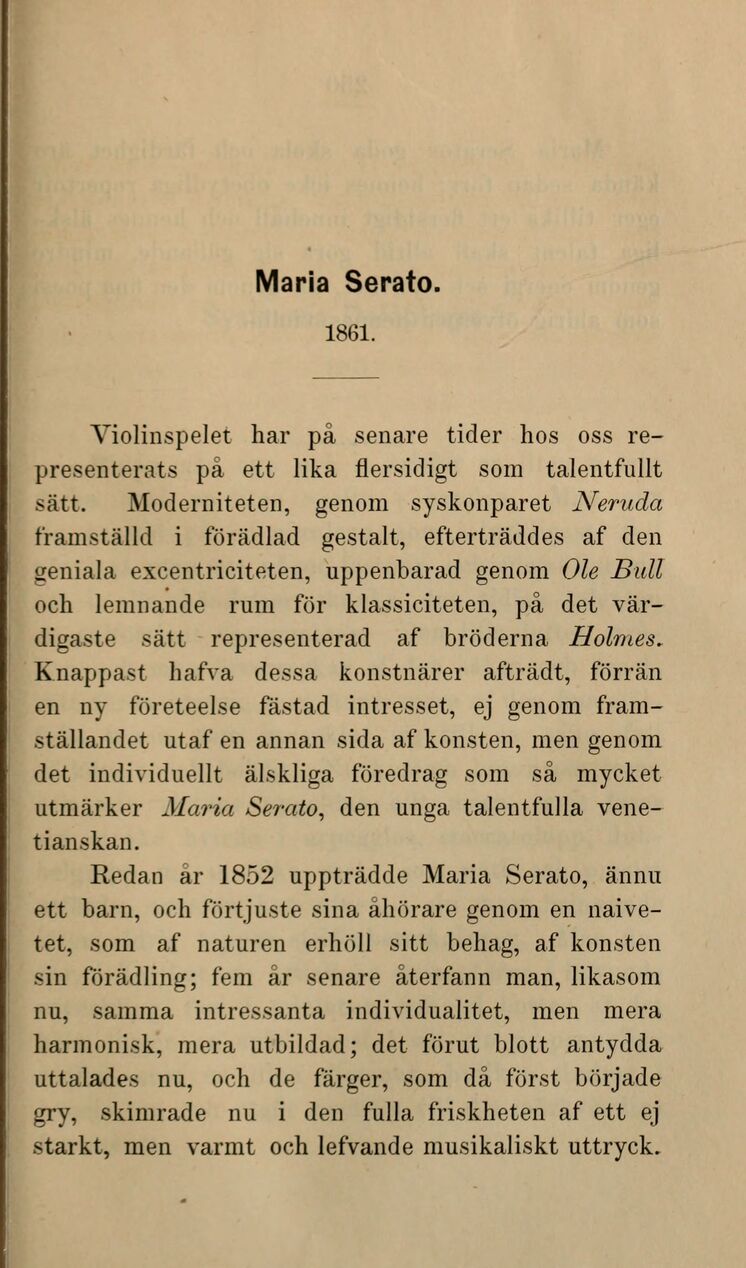 Maria Serato.
1861.
Violinspelet har på senare tider hos oss re-
presenterats på ett lika flersidigt som talentfullt
sätt. Moderniteten, genom syskonparet Neruda
framställd i förädlad gestalt, efterträddes af den
geniala excentriciteten, uppenbarad genom Ole Bull
och lemnande rum för klassiciteten, på det vär-
digaste sätt representerad af bröderna Holmes.
Knappast hafva dessa konstnärer afträdt, förrän
en ny företeelse fästad intresset, ej genom fram-
ställandet utaf en annan sida af konsten, men genom
det individuellt älskliga föredrag som så mycket
utmärker Maria Serato, den unga talentfulla vene-
tianskan.
Redan år 1852 uppträdde Maria Serato, ännu
ett barn, och förtjuste sina åhörare genom en naive-
tet, som af naturen erhöll sitt behag, af konsten
sin förädling; fem år senare återfann man, likasom
nu, samma intressanta individualitet, men mera
harmonisk, mera utbildad; det förut blott antydda
uttalades nu, och de färger, som då först började
gry, skimrade nu i den fulla friskheten af ett ej
starkt, men varmt och lefvande musikaliskt uttryck.